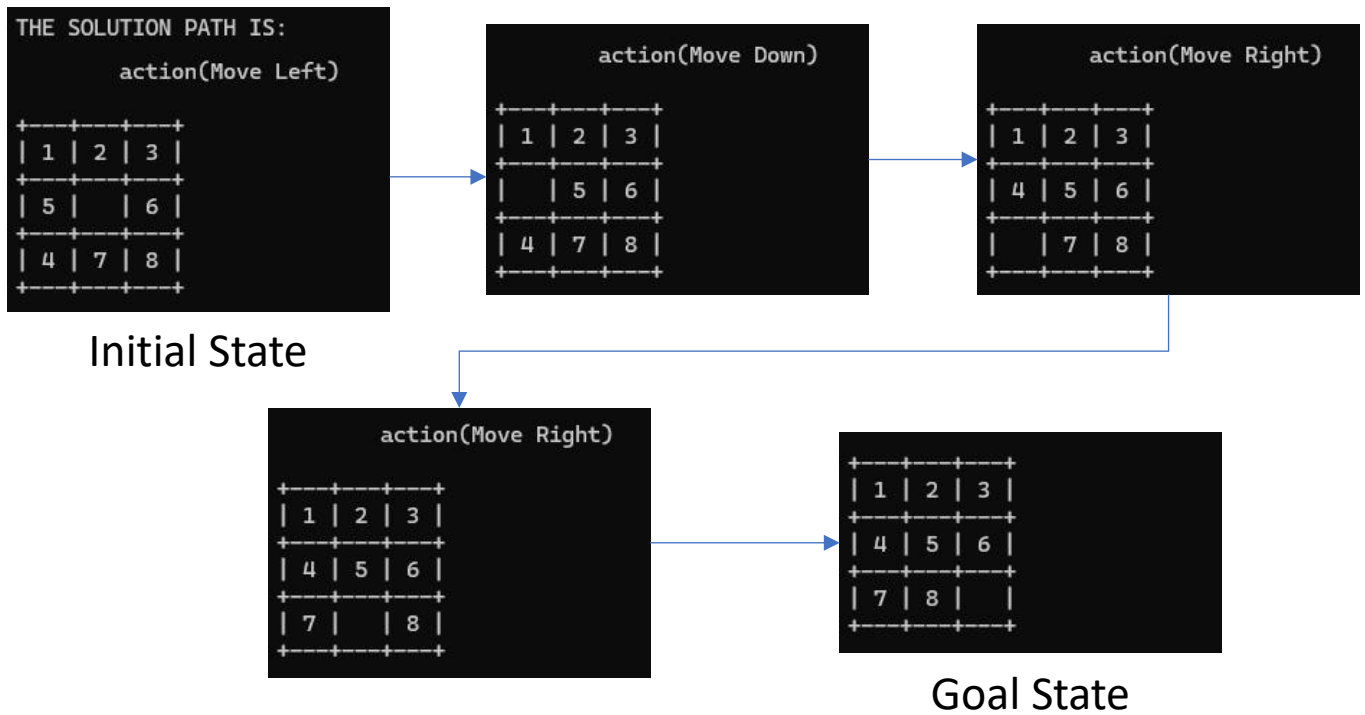 THE SOLUTION PATH IS:
action(Move Left)
+---+---+---+
| 1 | 2 | 3 |
+---+---+---+
| 5 |   | 6 |
+---+---+---+
| 4 | 7 | 8 |
+---+---+---+
Initial State
action(Move Down)
+---+---+---+
| 1 | 2 | 3 |
+---+---+---+
|   | 5 | 6 |
+---+---+---+
| 4 | 7 | 8 |
+---+---+---+
action(Move Right)
+---+---+---+
| 1 | 2 | 3 |
+---+---+---+
| 4 | 5 | 6 |
+---+---+---+
|   | 7 | 8 |
+---+---+---+
action(Move Right)
+---+---+---+
| 1 | 2 | 3 |
+---+---+---+
| 4 | 5 | 6 |
+---+---+---+
| 7 |   | 8 |
+---+---+---+
+---+---+---+
| 1 | 2 | 3 |
+---+---+---+
| 4 | 5 | 6 |
+---+---+---+
| 7 | 8 |   |
+---+---+---+
Goal State